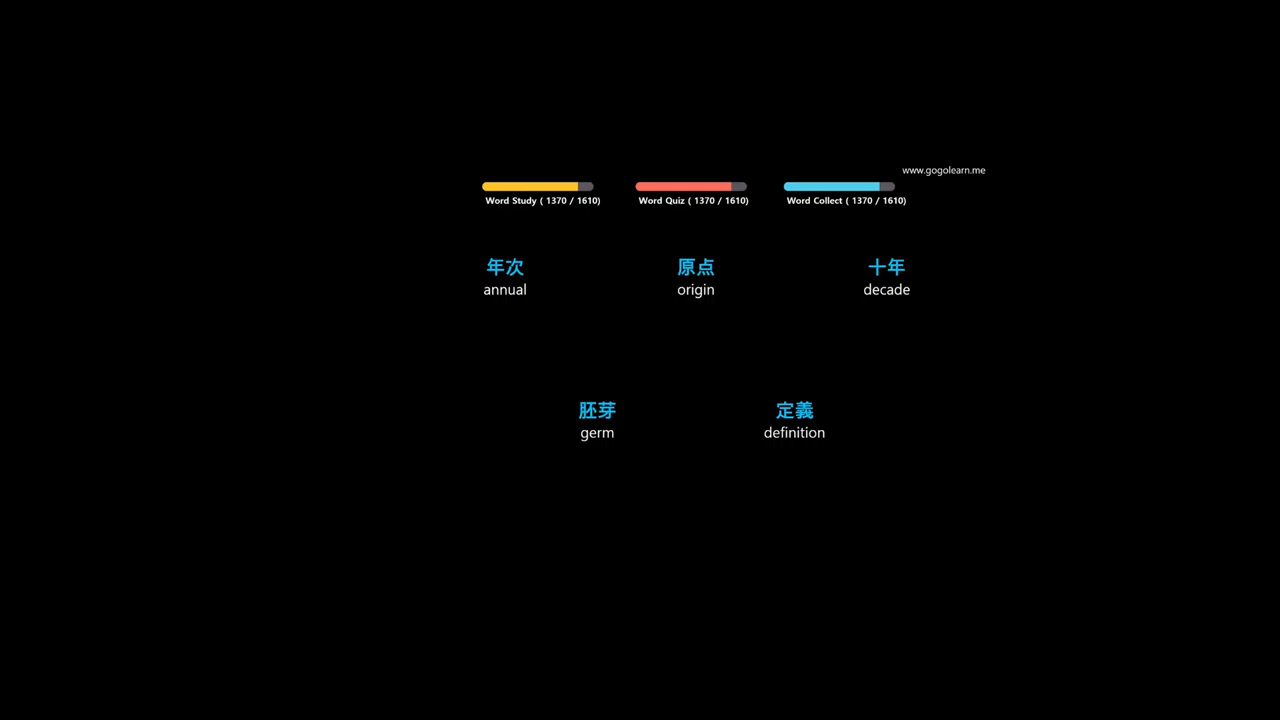 www.gogolearn.me
Word Study ( 1370 / 1610) Word Quiz ( 1370 / 1610) Word Collect ( 1370 / 1610)
年次 原点 十年
annual origin decade
胚芽 定義
germ definition